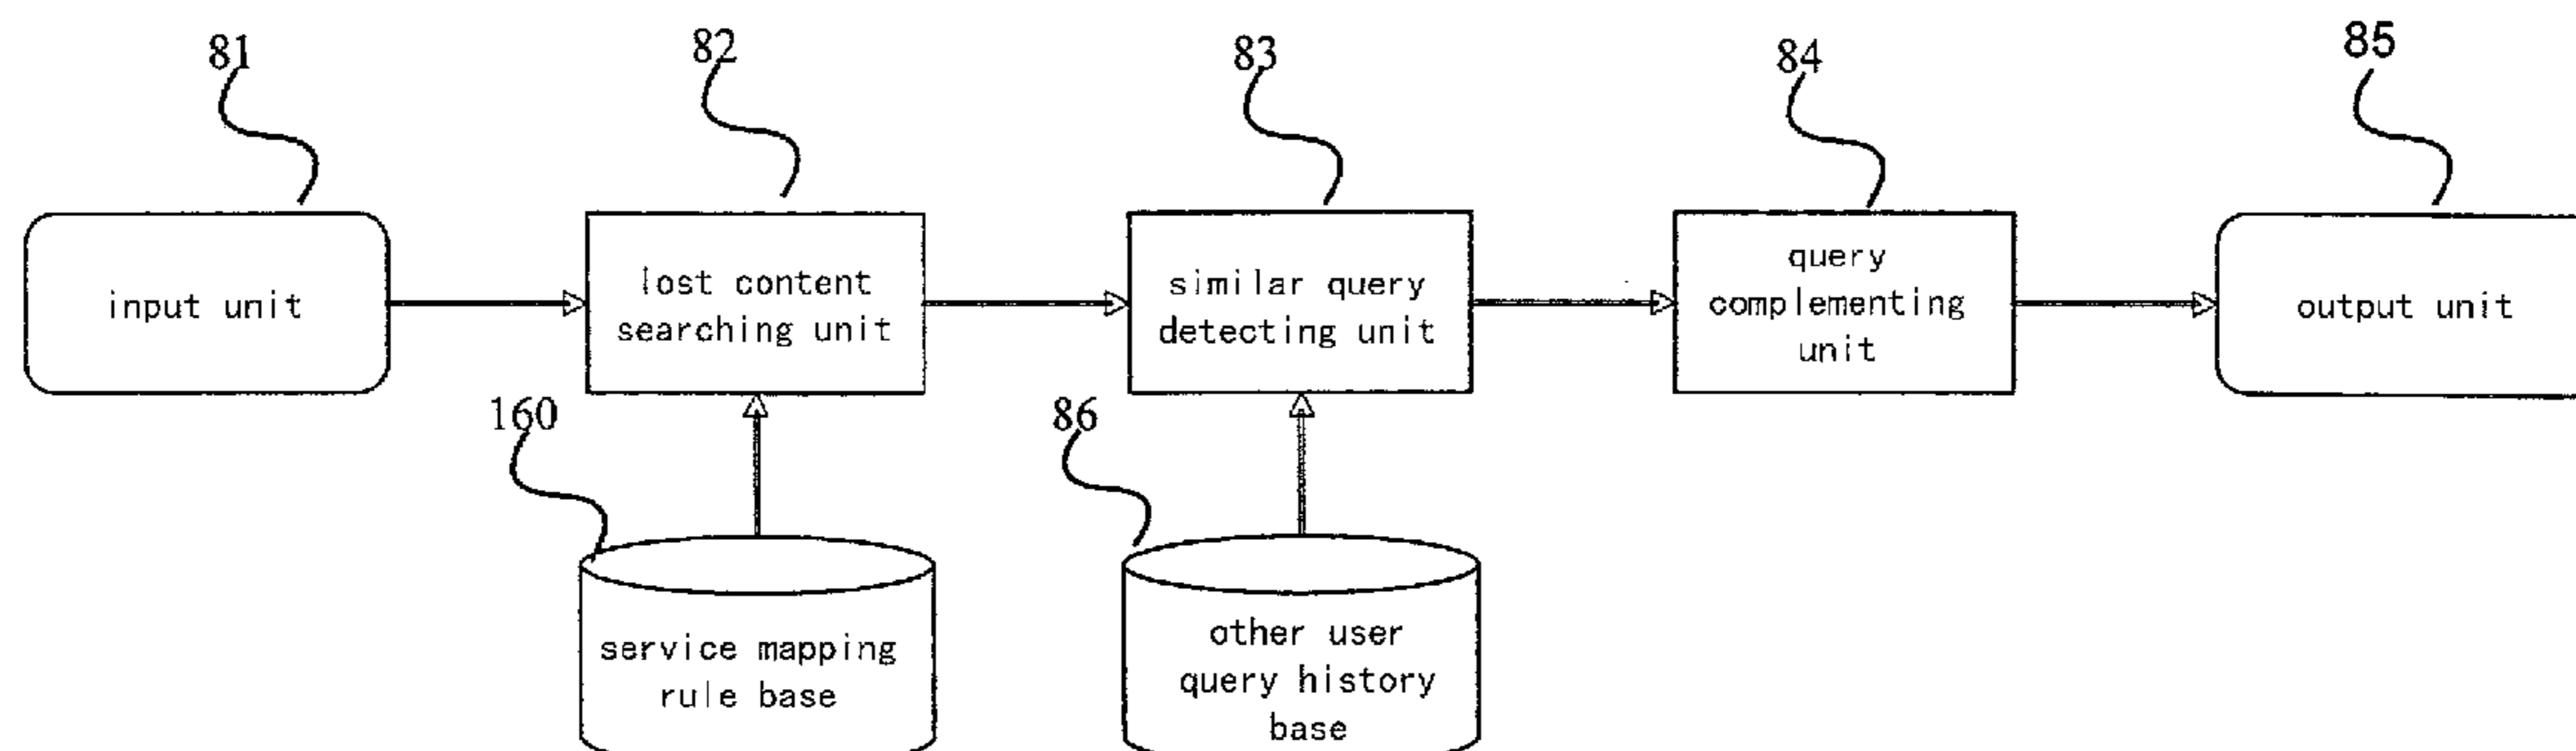 81
82
83
84
85
input unit
lost content
searching unit
similar query
detecting unit
query
complementing
unit
output unit
160
86
service mapping
rule base
other user
query history
base